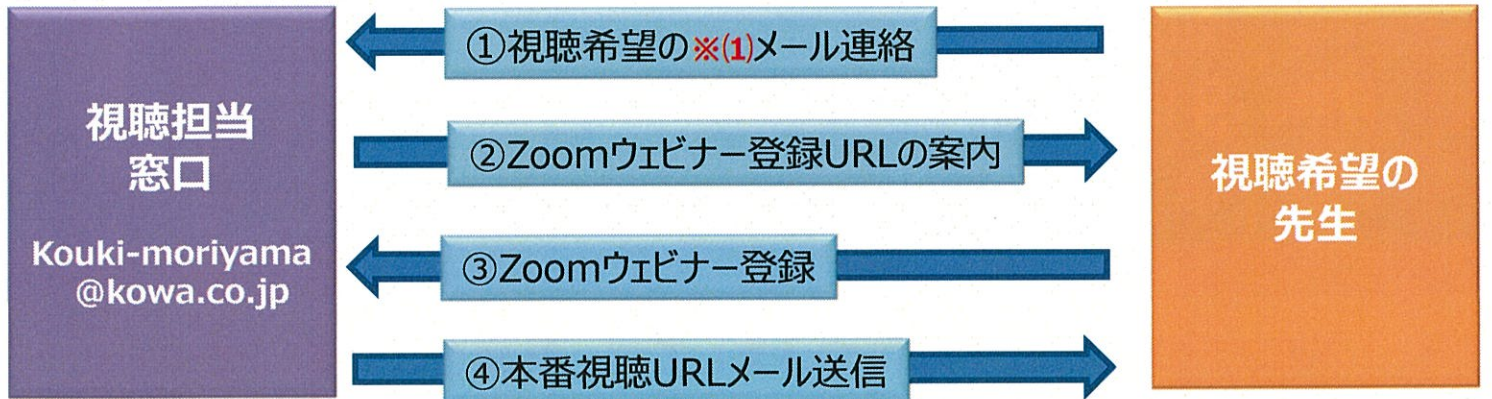 視聴担当
窓口
Kouki-moriyama
@kowa.co.jp
①視聴希望の※(1)メール連絡
②Zoomウェビナー登録URLの案内
③Zoomウェビナー登録
④本番視聴URLメール送信
視聴希望の
先生